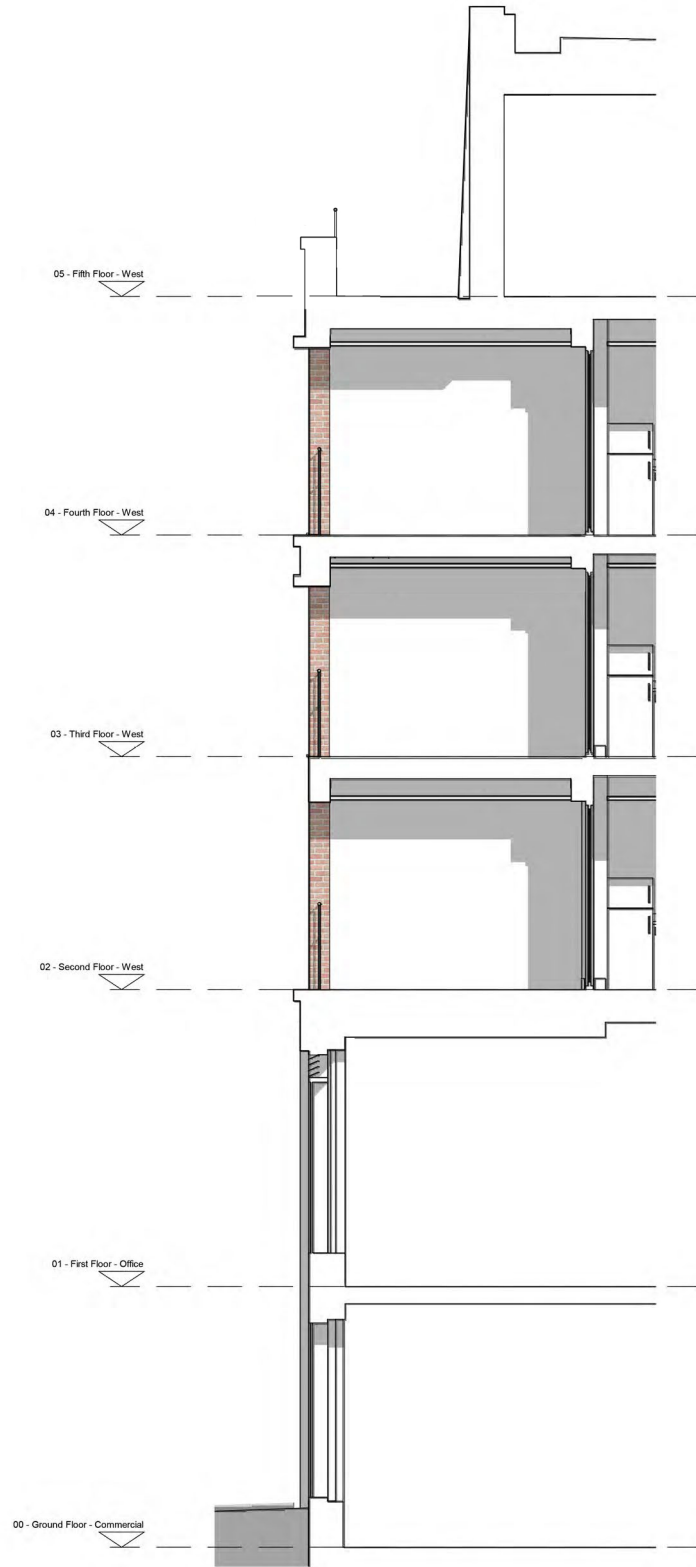 05 - Fifth Floor - West
04 - Fourth Floor - West
03 - Third Floor - West
02 - Second Floor - West
01 - First Floor - Office
00 - Ground Floor - Commercial